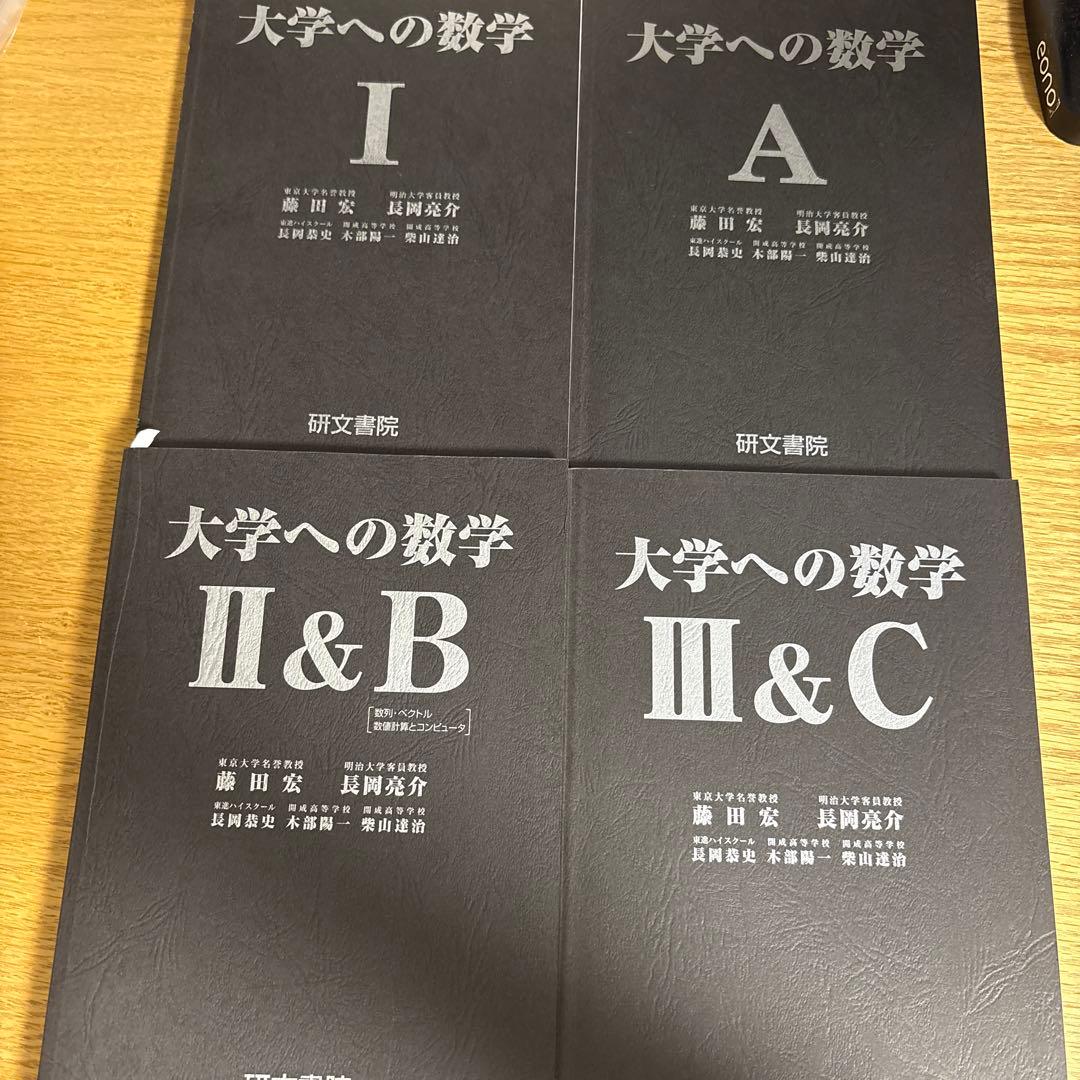 大学への数学
I
東京大学名誉教授 明治大学客員教授
藤田宏 長岡亮介
東進ハイスクール 開成高等学校 開成高等学校
長岡恭史 木部陽一 柴山達治
研文書院
大学への数学
A
東京大学名誉教授 明治大学客員教授
藤田宏 長岡亮介
東進ハイスクール 開成高等学校 開成高等学校
長岡恭史 木部陽一 柴山達治
研文書院
eono
大学への数学
II&B
数列・ベクトル
数値計算とコンピュータ
東京大学名誉教授 明治大学客員教授
藤田宏 長岡亮介
東進ハイスクール 開成高等学校 開成高等学校
長岡恭史 木部陽一 柴山達治
研文書院
大学への数学
III&C
東京大学名誉教授 明治大学客員教授
藤田宏 長岡亮介
東進ハイスクール 開成高等学校 開成高等学校
長岡恭史 木部陽一 柴山達治